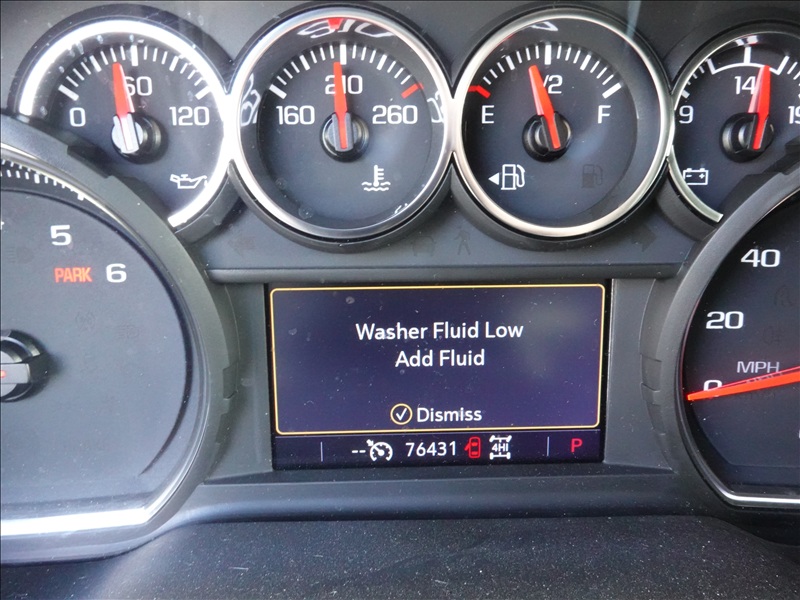 0 60 120
160 210 260
E 1/2 F
9 14 19
5
PARK 6
40
20
MPH
0
Washer Fluid Low
Add Fluid
Dismiss
-- 76431 4HI P